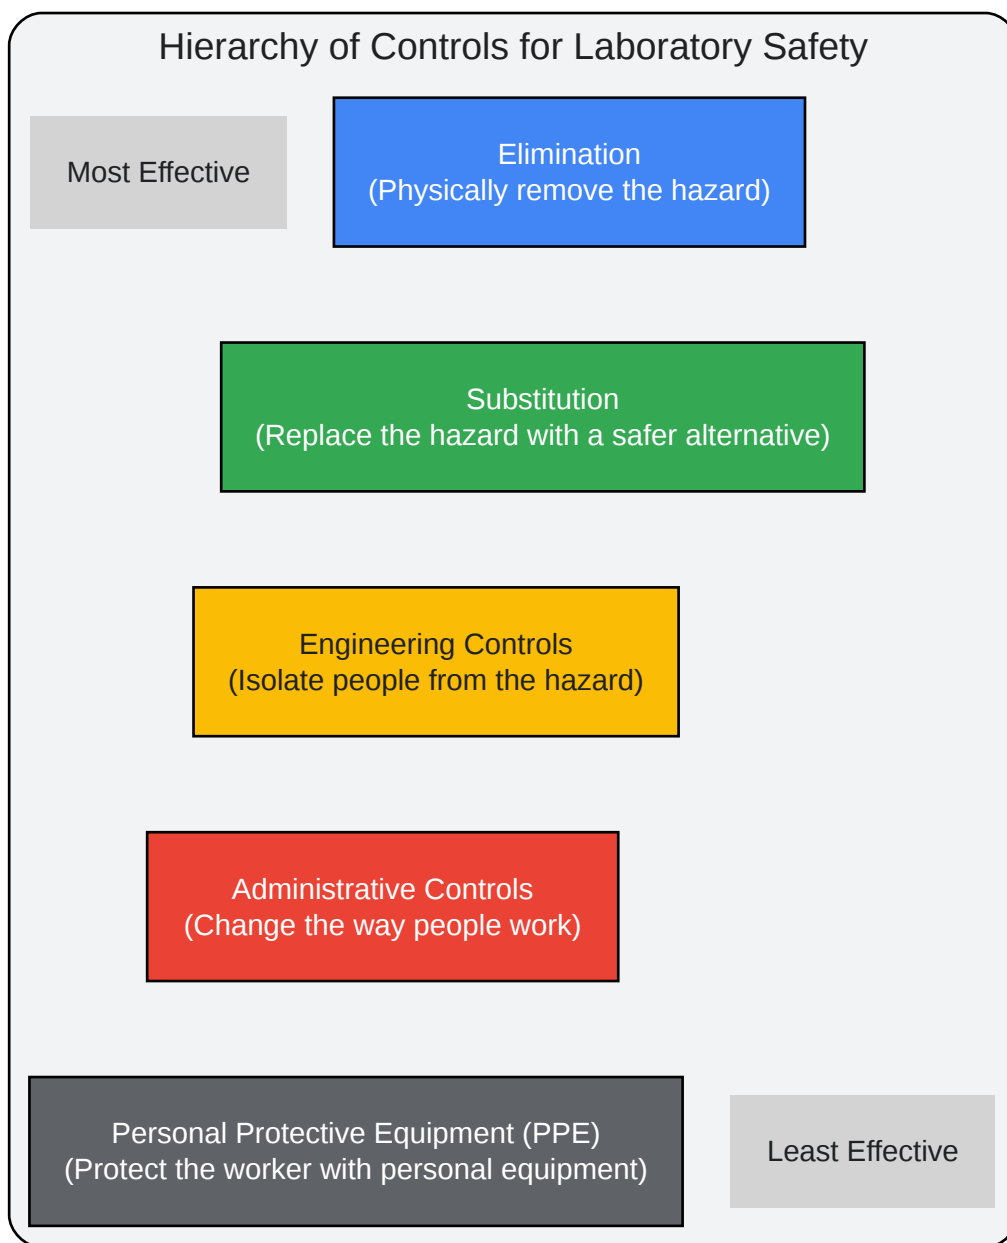 Hierarchy of Controls for Laboratory Safety
Most Effective
Elimination
(Physically remove the hazard)
Substitution
(Replace the hazard with a safer alternative)
Engineering Controls
(Isolate people from the hazard)
Administrative Controls
(Change the way people work)
Personal Protective Equipment (PPE)
(Protect the worker with personal equipment)
Least Effective